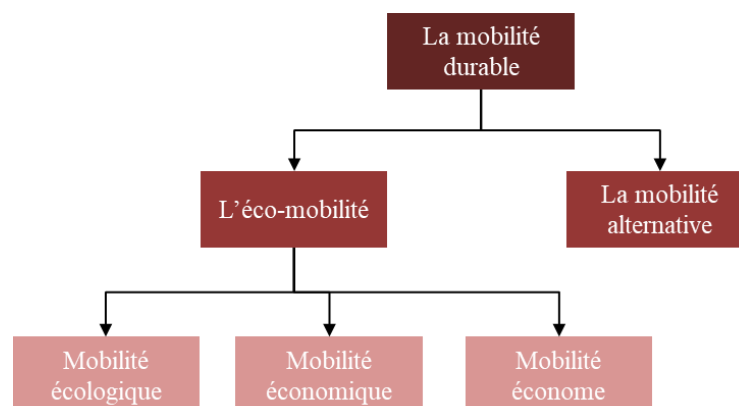 La mobilité
durable
L’éco-mobilité
La mobilité
alternative
Mobilité
écologique
Mobilité
économique
Mobilité
économe